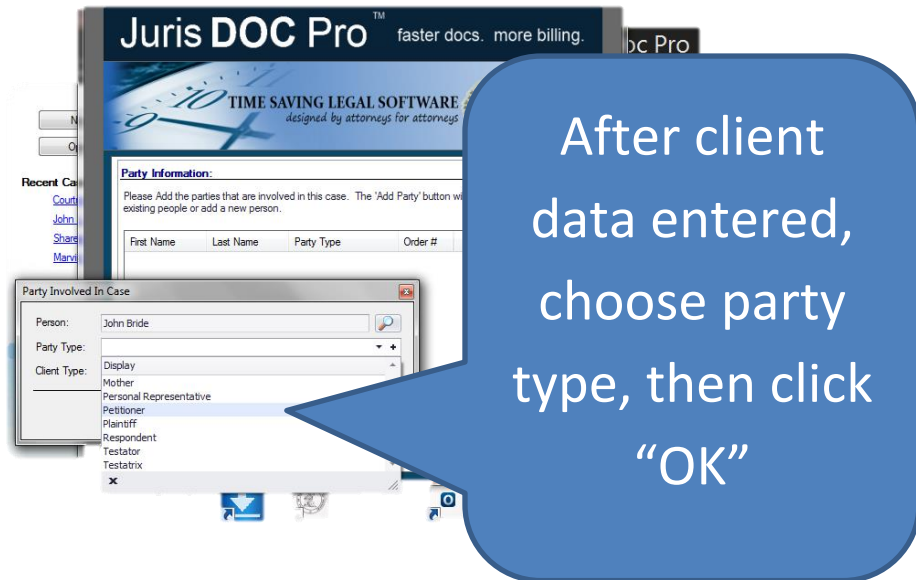 Juris DOC Pro™ faster docs. more billing.
oc Pro
TIME SAVING LEGAL SOFTWARE
designed by attorneys for attorneys
Recent Ca
Court
John
Share
Marvi
Party Information:
Please Add the parties that are involved in this case. The 'Add Party' button wi
existing people or add a new person.
First Name Last Name Party Type Order #
Party Involved In Case
Person: John Bride
Party Type:
Client Type:
Display
Mother
Personal Representative
Petitioner
Plaintiff
Respondent
Testator
Testatrix
After client
data entered,
choose party
type, then click
“OK”